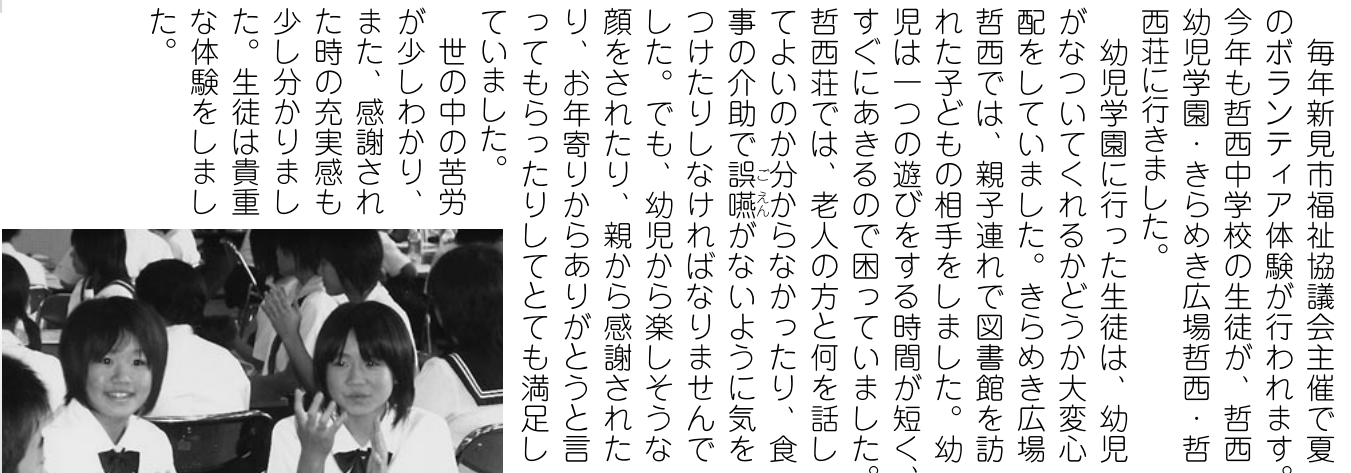 毎年新見市福祉協議会主催で夏
のボランティア体験が行われます。
今年も哲西中学校の生徒が、哲西
幼児学園・きらめき広場哲西・哲
西荘に行きました。
幼児学園に行った生徒は、幼児
がなついてくれるかどうか大変心
配をしていました。きらめき広場
哲西では、親子連れで図書館を訪
れた子どもの相手をしました。幼
児は一つの遊びをする時間が短く、
すぐにあきるので困っていました。
哲西荘では、老人の方と何を話し
てよいのか分からなかったり、食
事の介助で誤嚥がないように気を
ごえん
つけたりしなければなりませんで
した。でも、幼児から楽しそうな
顔をされたり、親から感謝された
り、お年寄りからありがとうと言
ってもらったりしてとても満足し
ていました。
世の中の苦労
が少しわかり、
また、感謝され
た時の充実感も
少し分かりまし
た。生徒は貴重
な体験をしまし
た。